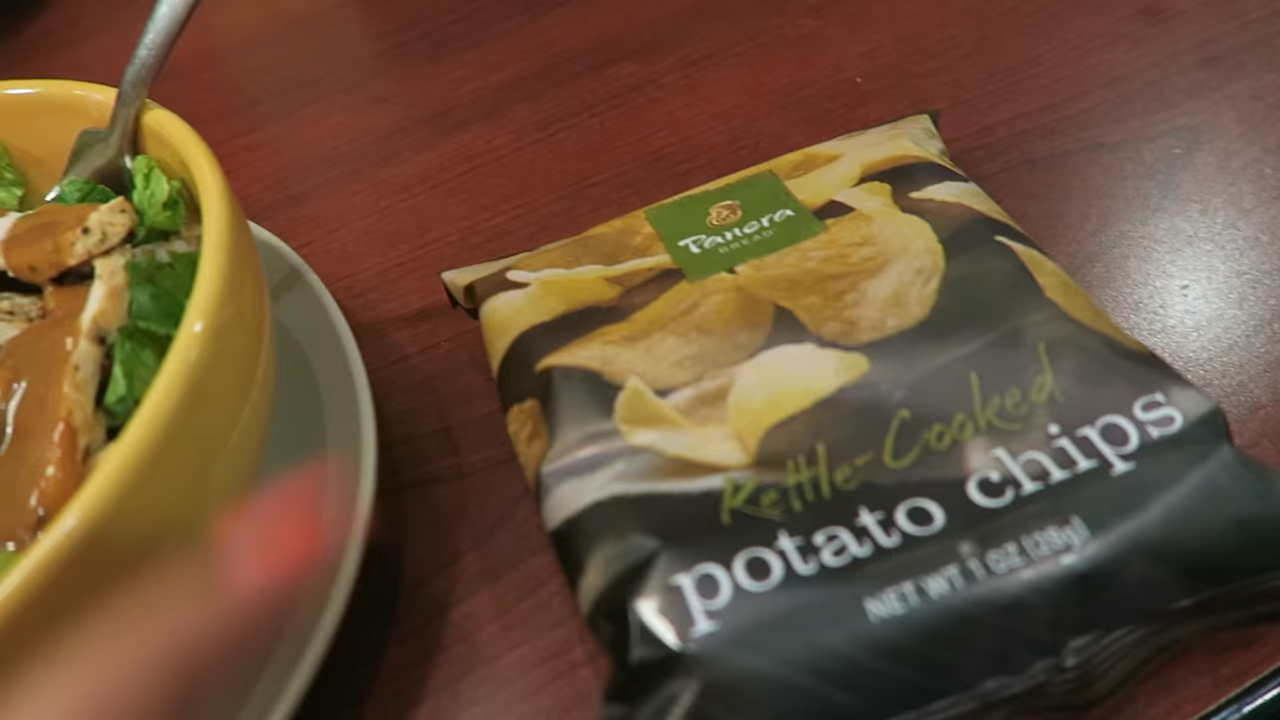 Panera
BREAD
Kettle-Cooked
potato chips
NET WT 1 OZ (28g)